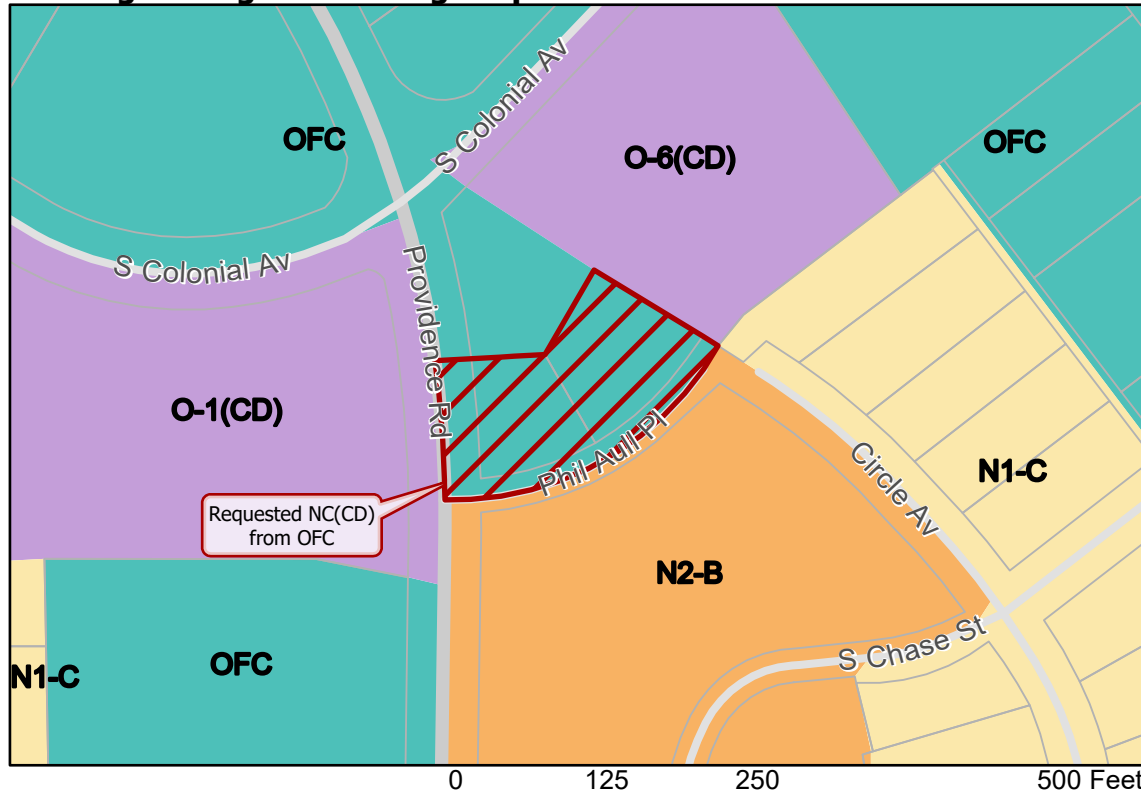 OFC
S Colonial Av
O-6(CD)
OFC
S Colonial Av
Providence Rd
O-1(CD)
Phil Aull Pl
Circle Av
N1-C
Requested NC(CD)
from OFC
N2-B
S Chase St
N1-C
OFC
0 125 250 500 Feet